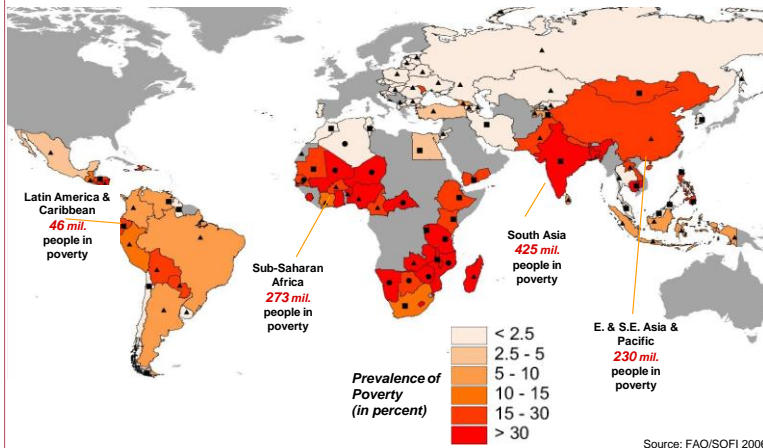 Latin America &
Caribbean
46 mil.
people in
poverty
Sub-Saharan
Africa
273 mil.
people in
poverty
South Asia
425 mil.
people in
poverty
E. & S.E. Asia &
Pacific
230 mil.
people in
poverty
Prevalence of
Poverty
(in percent)
< 2.5
2.5 - 5
5 - 10
10 - 15
15 - 30
> 30
Source: FAO/SOFI 2006